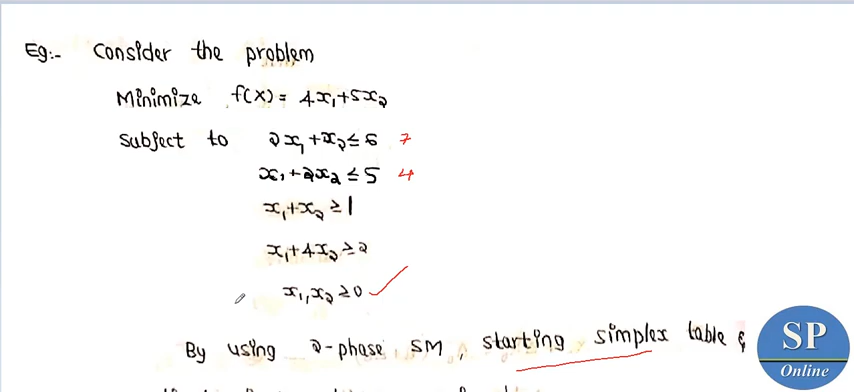 Eg:- Consider the problem
Minimize f(X) = 4x₁+5x₂
Subject to 2x₁+x₂ ≤ 6 7
x₁+2x₂ ≤ 5 4
x₁+x₂ ≥ 1
x₁+4x₂ ≥ 2
x₁, x₂ ≥ 0 ✓
By using 2-phase SM, starting simplex table &
SP
Online